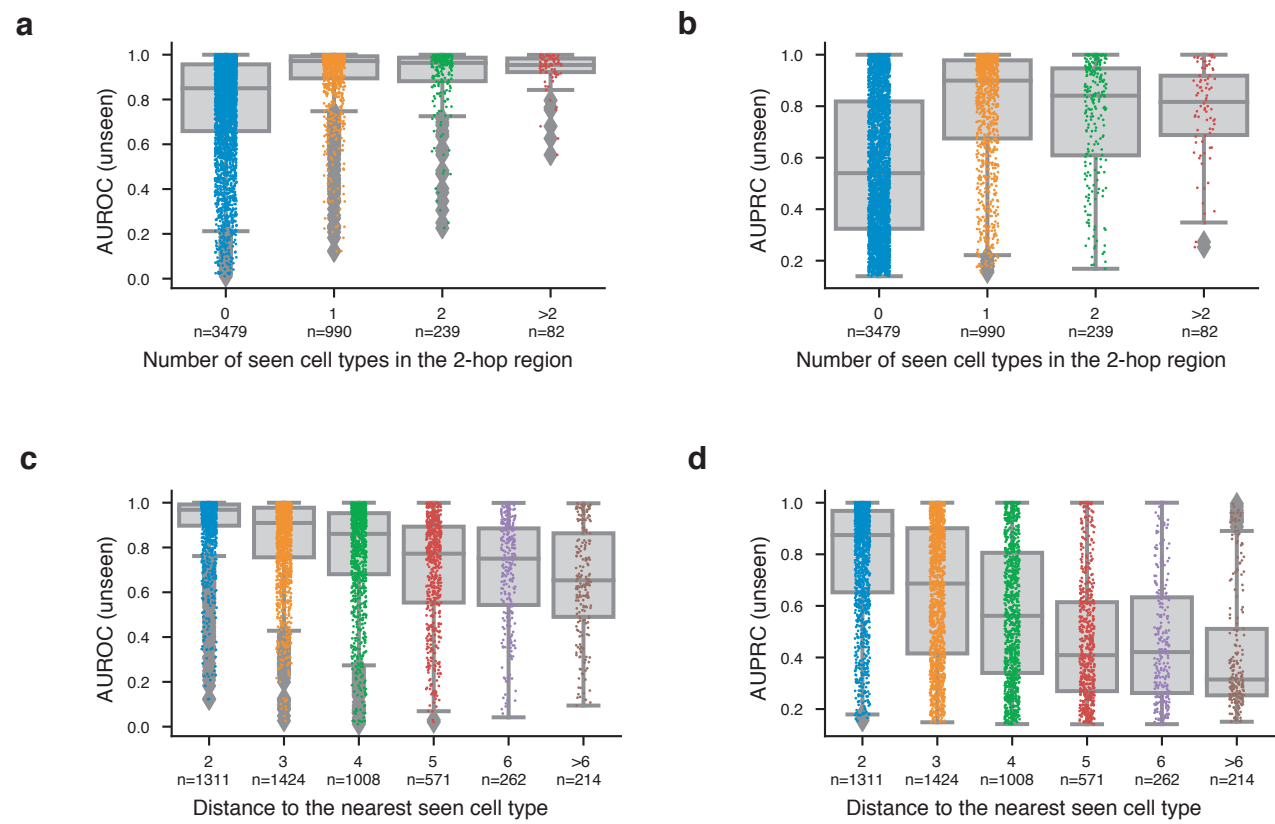 a
1.0
0.8
0.6
0.4
0.2
0.0
AUROC (unseen)
0 1 2 >2
n=3479 n=990 n=239 n=82
Number of seen cell types in the 2-hop region
b
1.0
0.8
0.6
0.4
0.2
AUPRC (unseen)
0 1 2 >2
n=3479 n=990 n=239 n=82
Number of seen cell types in the 2-hop region
c
1.0
0.8
0.6
0.4
0.2
0.0
AUROC (unseen)
2 3 4 5 6 >6
n=1311 n=1424 n=1008 n=571 n=262 n=214
Distance to the nearest seen cell type
d
1.0
0.8
0.6
0.4
0.2
AUPRC (unseen)
2 3 4 5 6 >6
n=1311 n=1424 n=1008 n=571 n=262 n=214
Distance to the nearest seen cell type